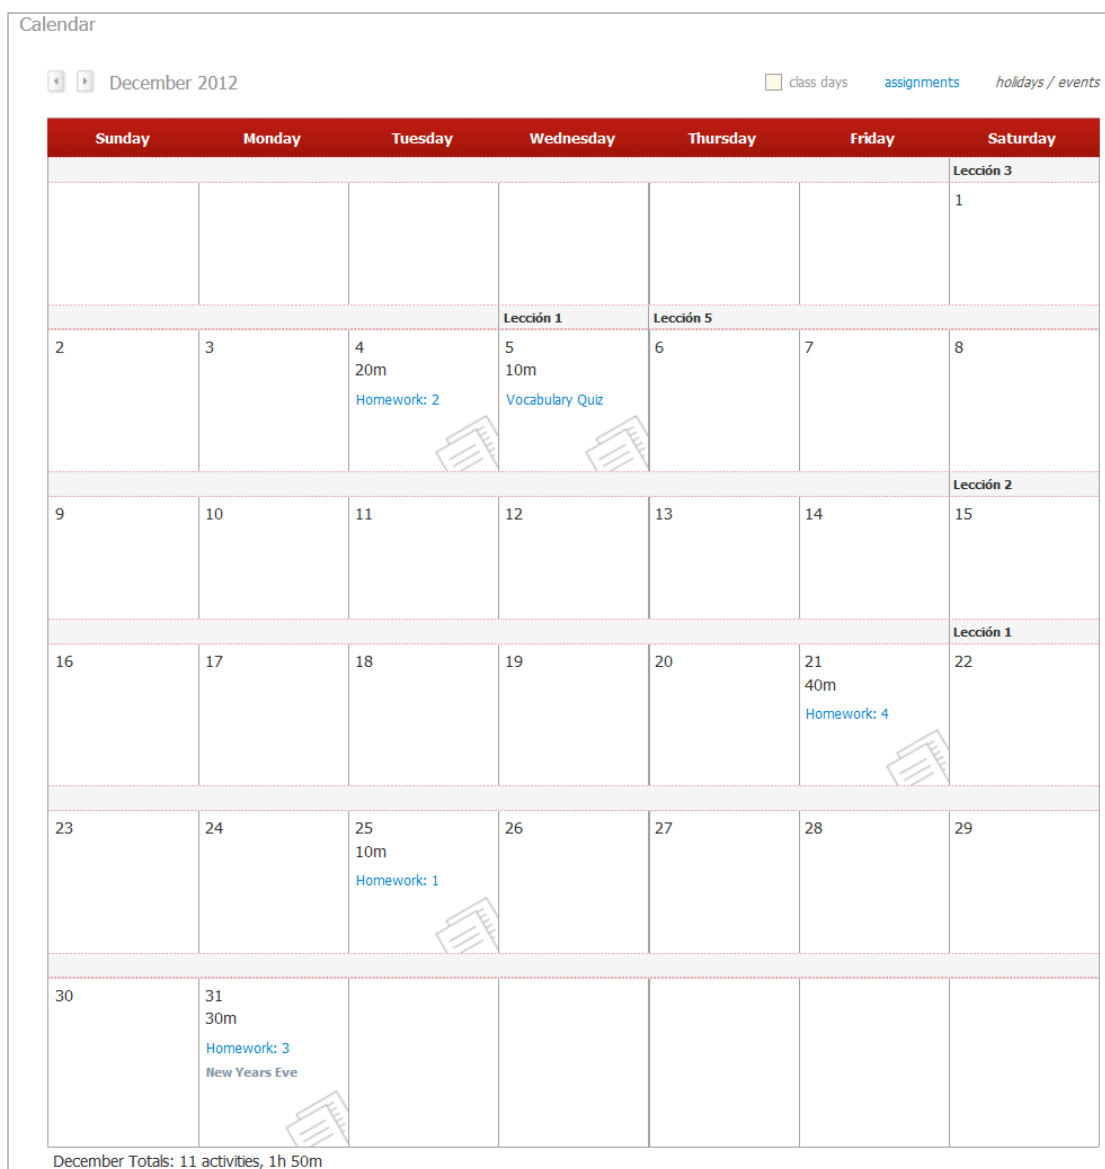 Calendar
December 2012
class days assignments holidays / events
Sunday Monday Tuesday Wednesday Thursday Friday Saturday
Lección 3
1
Lección 1 Lección 5
2 3 4 5 6 7 8
20m 10m
Homework: 2 Vocabulary Quiz
Lección 2
9 10 11 12 13 14 15
Lección 1
16 17 18 19 20 21 22
40m
Homework: 4
23 24 25 26 27 28 29
10m
Homework: 1
30 31
30m
Homework: 3
New Years Eve
December Totals: 11 activities, 1h 50m